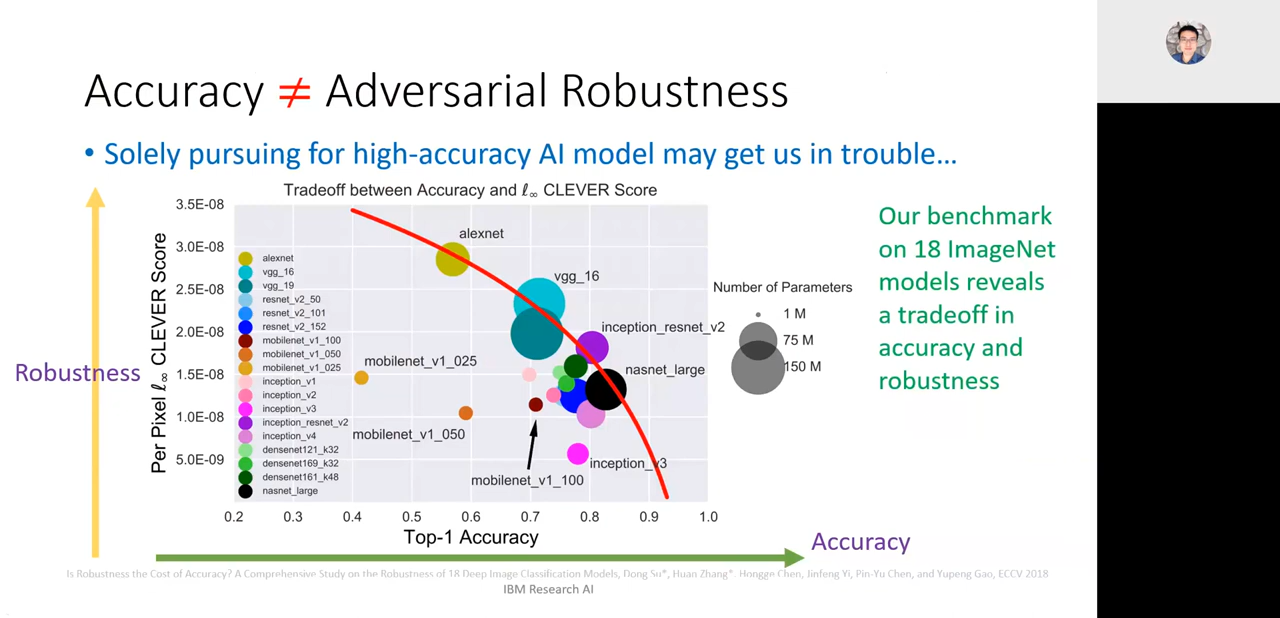 Accuracy ≠ Adversarial Robustness
• Solely pursuing for high-accuracy AI model may get us in trouble…
Tradeoff between Accuracy and ℓ∞ CLEVER Score
Per Pixel ℓ∞ CLEVER Score
3.5E-08
3.0E-08
2.5E-08
2.0E-08
1.5E-08
1.0E-08
5.0E-09
Robustness
alexnet
vgg_16
vgg_19
resnet_v2_50
resnet_v2_101
resnet_v2_152
mobilenet_v1_100
mobilenet_v1_050
mobilenet_v1_025
inception_v1
inception_v2
inception_v3
inception_resnet_v2
inception_v4
densenet121_k32
densenet169_k32
densenet161_k48
nasnet_large
alexnet
vgg_16
inception_resnet_v2
mobilenet_v1_025
nasnet_large
mobilenet_v1_050
inception_v3
mobilenet_v1_100
0.2 0.3 0.4 0.5 0.6 0.7 0.8 0.9 1.0
Top-1 Accuracy
Number of Parameters
1 M
75 M
150 M
Our benchmark
on 18 ImageNet
models reveals
a tradeoff in
accuracy and
robustness
Accuracy
Is Robustness the Cost of Accuracy? A Comprehensive Study on the Robustness of 18 Deep Image Classification Models, Dong Su*, Huan Zhang*, Hongge Chen, Jinfeng Yi, Pin-Yu Chen, and Yupeng Gao, ECCV 2018
IBM Research AI